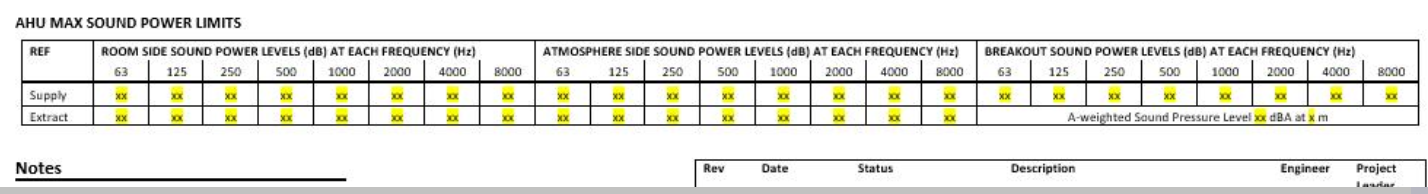 AHU MAX SOUND POWER LIMITS
REF ROOM SIDE SOUND POWER LEVELS (dB) AT EACH FREQUENCY (Hz) ATMOSPHERE SIDE SOUND POWER LEVELS (dB) AT EACH FREQUENCY (Hz) BREAKOUT SOUND POWER LEVELS (dB) AT EACH FREQUENCY (Hz)
63 125 250 500 1000 2000 4000 8000 63 125 250 500 1000 2000 4000 8000 63 125 250 500 1000 2000 4000 8000
Supply xx xx xx xx xx xx xx xx xx xx xx xx xx xx xx xx xx xx xx xx xx xx xx xx
Extract xx xx xx xx xx xx xx xx xx xx xx xx xx xx xx xx A-weighted Sound Pressure Level xx dBA at x m
Notes Rev Date Status Description Engineer Project
Leader